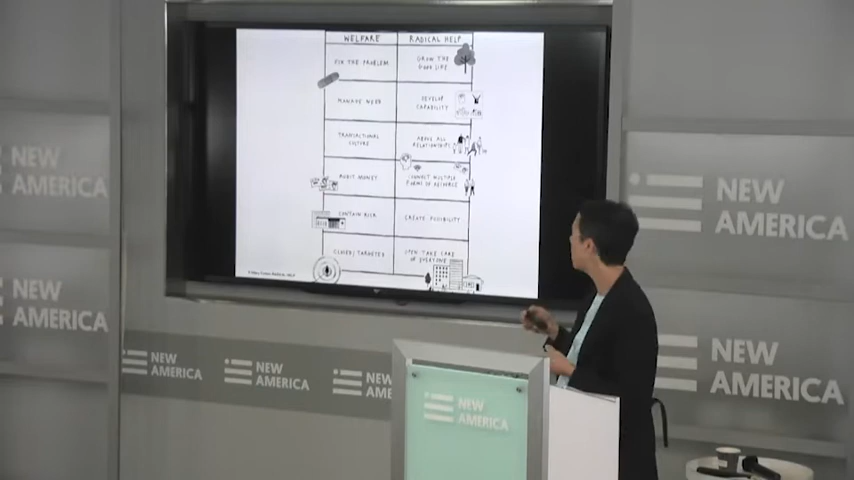 WELFARE RADICAL HELP
FIX THE PROBLEM
GROW THE
GOOD LIFE
MANAGE NEED
DEVELOP
CAPABILITY
TRANSACTIONAL
CULTURE
ABOVE ALL
RELATIONSHIPS
AUDIT MONEY
CONNECT MULTIPLE
FORMS OF RESOURCE
CONTAIN RISK
CREATE POSSIBILITY
CLOSED/TARGETED
OPEN TAKE CARE
OF EVERYONE
NEW
AMERICA
NEW
AMERICA
NEW
AMERICA
NEW
AMERICA
NEW
AMERICA
NEW
AMERICA
NEW
AMERICA
NEW
AME
NEW
AMERICA